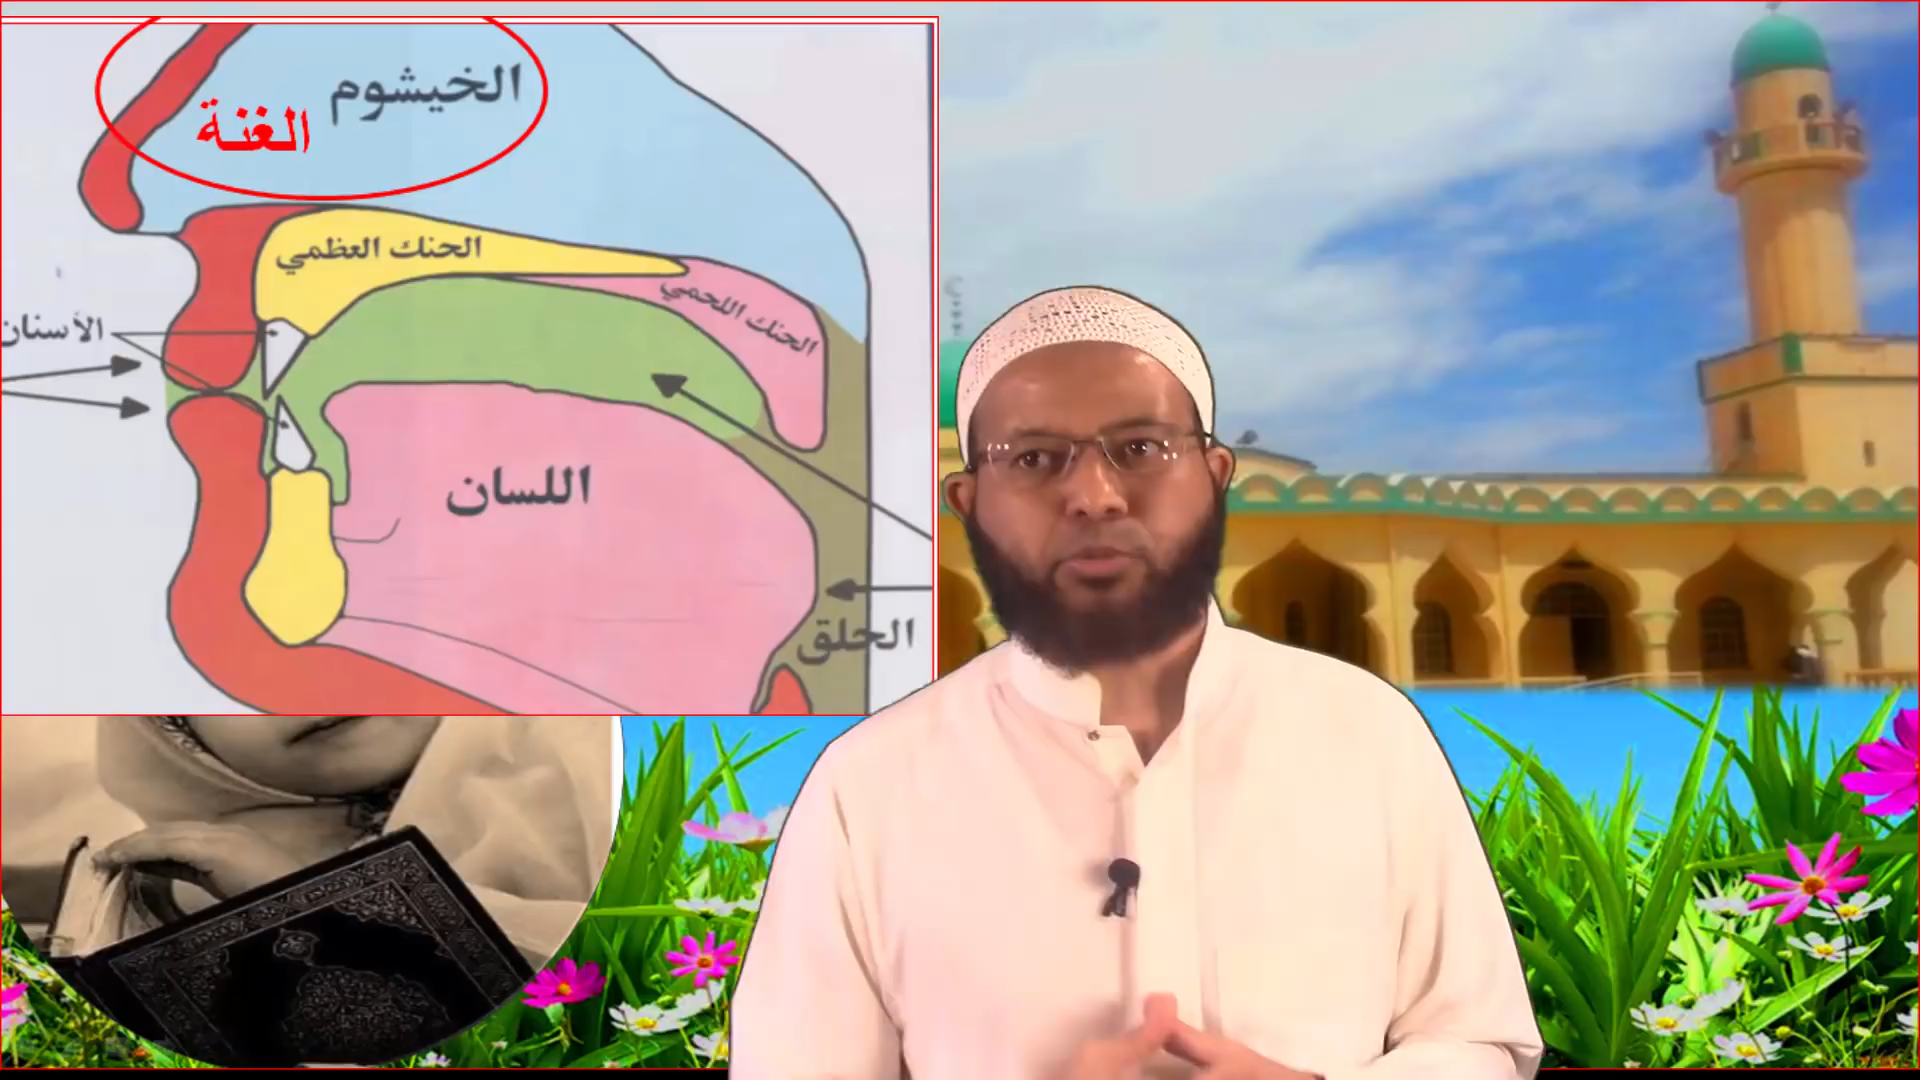 الخيشوم
الغنة
الحنك العظمي
الحنك اللحمي
الأسنان
اللسان
الحلق